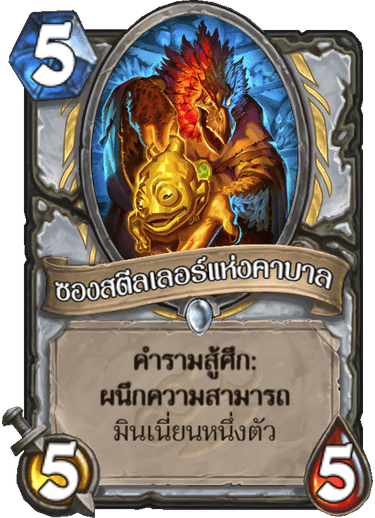 5
ซองสตีลเลอร์แห่งคาบาล
คำรามสู้ศึก:
ผนึกความสามารถ
มินเนี่ยนหนึ่งตัว
5
5